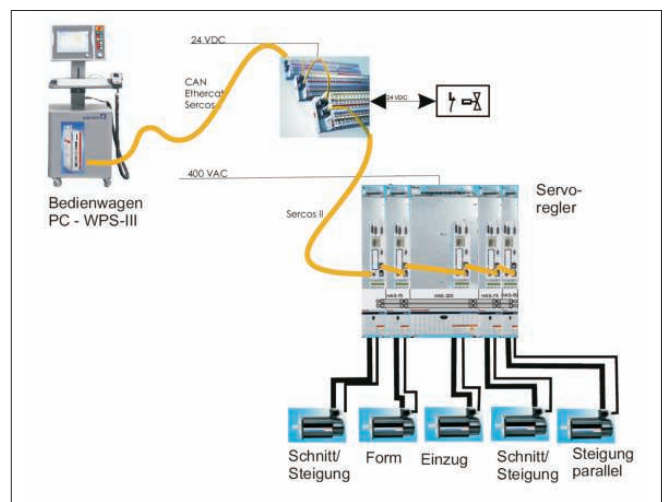 24 VDC
CAN
Ethercat
Sercos
24 VDC
Bedienwagen
PC - WPS-III
400 VAC
Servo-
regler
Sercos II
Schnitt/
Steigung
Form
Einzug
Schnitt/
Steigung
Steigung
parallel